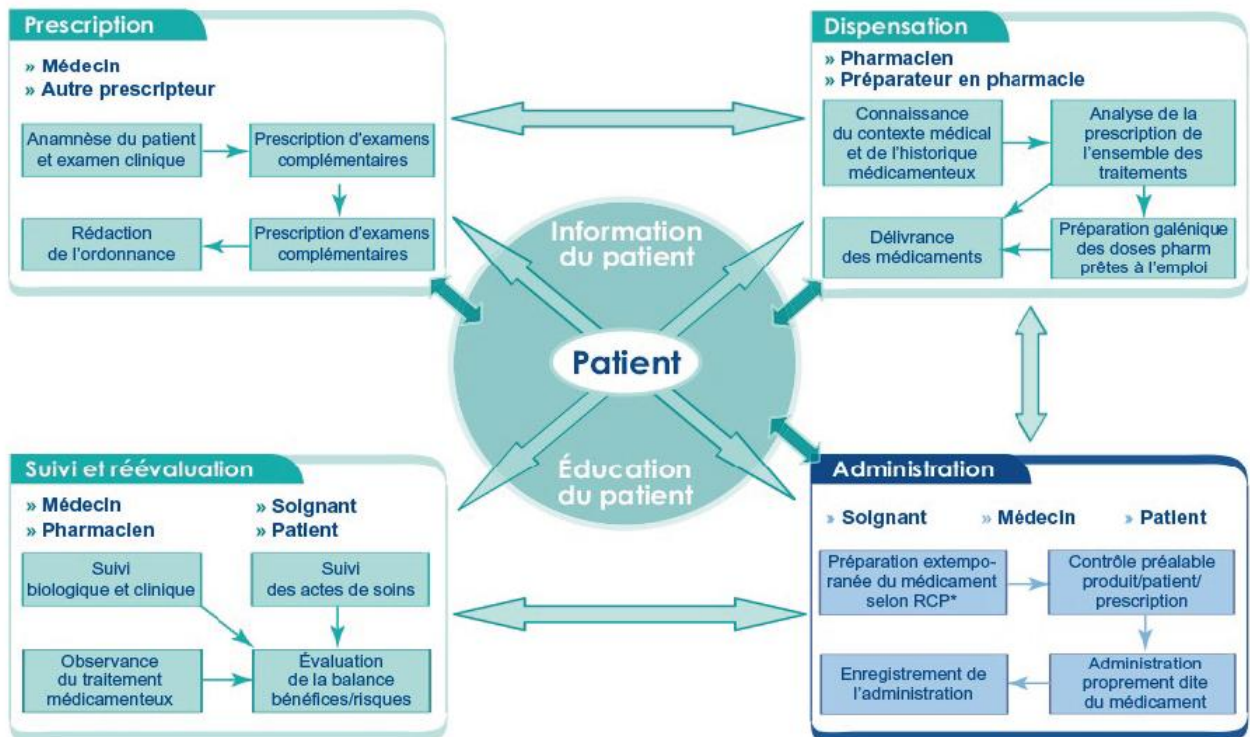 Prescription
» Médecin
» Autre prescripteur
Anamnèse du patient
et examen clinique
Prescription d'examens
complémentaires
Prescription d'examens
complémentaires
Rédaction
de l'ordonnance
Dispensation
» Pharmacien
» Préparateur en pharmacie
Connaissance
du contexte médical
et de l'historique
médicamenteux
Analyse de la
prescription de
l'ensemble des
traitements
Préparation galénique
des doses pharm
prêtes à l'emploi
Délivrance
des médicaments
Information
du patient
Patient
Éducation
du patient
Suivi et réévaluation
» Médecin
» Pharmacien
» Soignant
» Patient
Suivi
biologique et clinique
Suivi
des actes de soins
Observance
du traitement
médicamenteux
Évaluation
de la balance
bénéfices/risques
Administration
» Soignant
» Médecin
» Patient
Préparation extempo-
ranée du médicament
selon RCP*
Contrôle préalable
produit/patient/
prescription
Administration
proprement dite
du médicament
Enregistrement de
l'administration